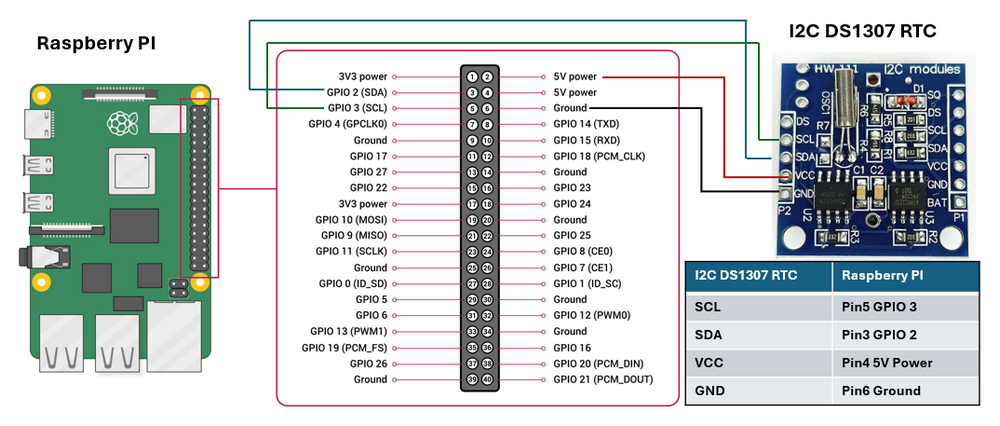 Raspberry PI
I2C DS1307 RTC
3V3 power 1 2 5V power
GPIO 2 (SDA) 3 4 5V power
GPIO 3 (SCL) 5 6 Ground
GPIO 4 (GPCLK0) 7 8 GPIO 14 (TXD)
Ground 9 10 GPIO 15 (RXD)
GPIO 17 11 12 GPIO 18 (PCM_CLK)
GPIO 27 13 14 Ground
GPIO 22 15 16 GPIO 23
3V3 power 17 18 GPIO 24
GPIO 10 (MOSI) 19 20 Ground
GPIO 9 (MISO) 21 22 GPIO 25
GPIO 11 (SCLK) 23 24 GPIO 8 (CE0)
Ground 25 26 GPIO 7 (CE1)
GPIO 0 (ID_SD) 27 28 GPIO 1 (ID_SC)
GPIO 5 29 30 Ground
GPIO 6 31 32 GPIO 12 (PWM0)
GPIO 13 (PWM1) 33 34 Ground
GPIO 19 (PCM_FS) 35 36 GPIO 16
GPIO 26 37 38 GPIO 20 (PCM_DIN)
Ground 39 40 GPIO 21 (PCM_DOUT)
I2C modules
D1
SQ
DS
SCL
SDA
VCC
GND
BAT
P1
DS
SCL
SDA
VCC
GND
P2
R7
R6
R4
C1 C2
U2
U3
R3
R2
I2C DS1307 RTC Raspberry PI
SCL Pin5 GPIO 3
SDA Pin3 GPIO 2
VCC Pin4 5V Power
GND Pin6 Ground